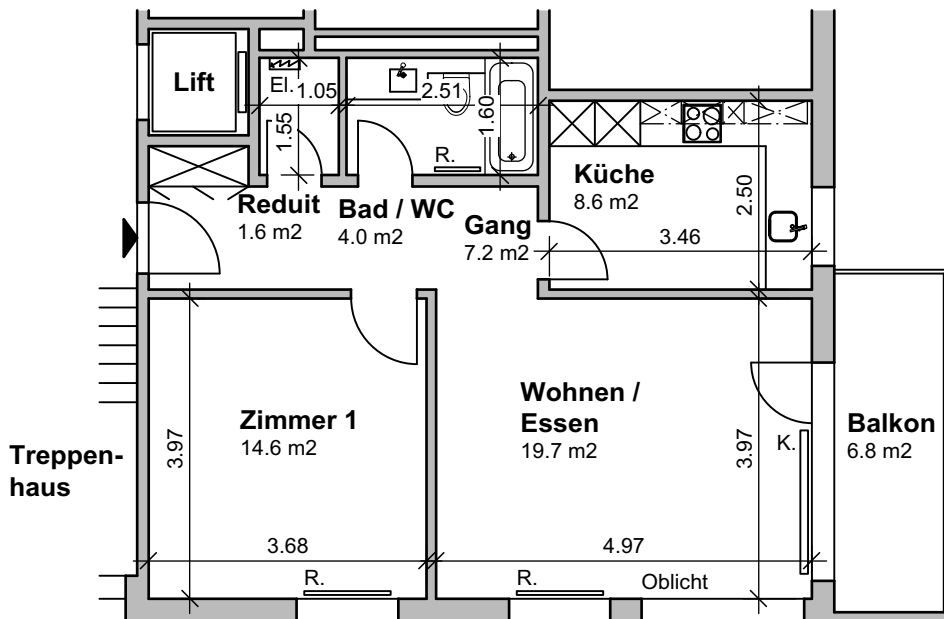 Lift
El.
1.05
2.51
1.55
1.60
R.
Reduit
1.6 m2
Bad / WC
4.0 m2
Gang
7.2 m2
Küche
8.6 m2
2.50
3.46
Zimmer 1
14.6 m2
3.97
3.68
R.
Wohnen /
Essen
19.7 m2
3.97
K.
4.97
R.
Oblicht
Balkon
6.8 m2
Treppen-
haus